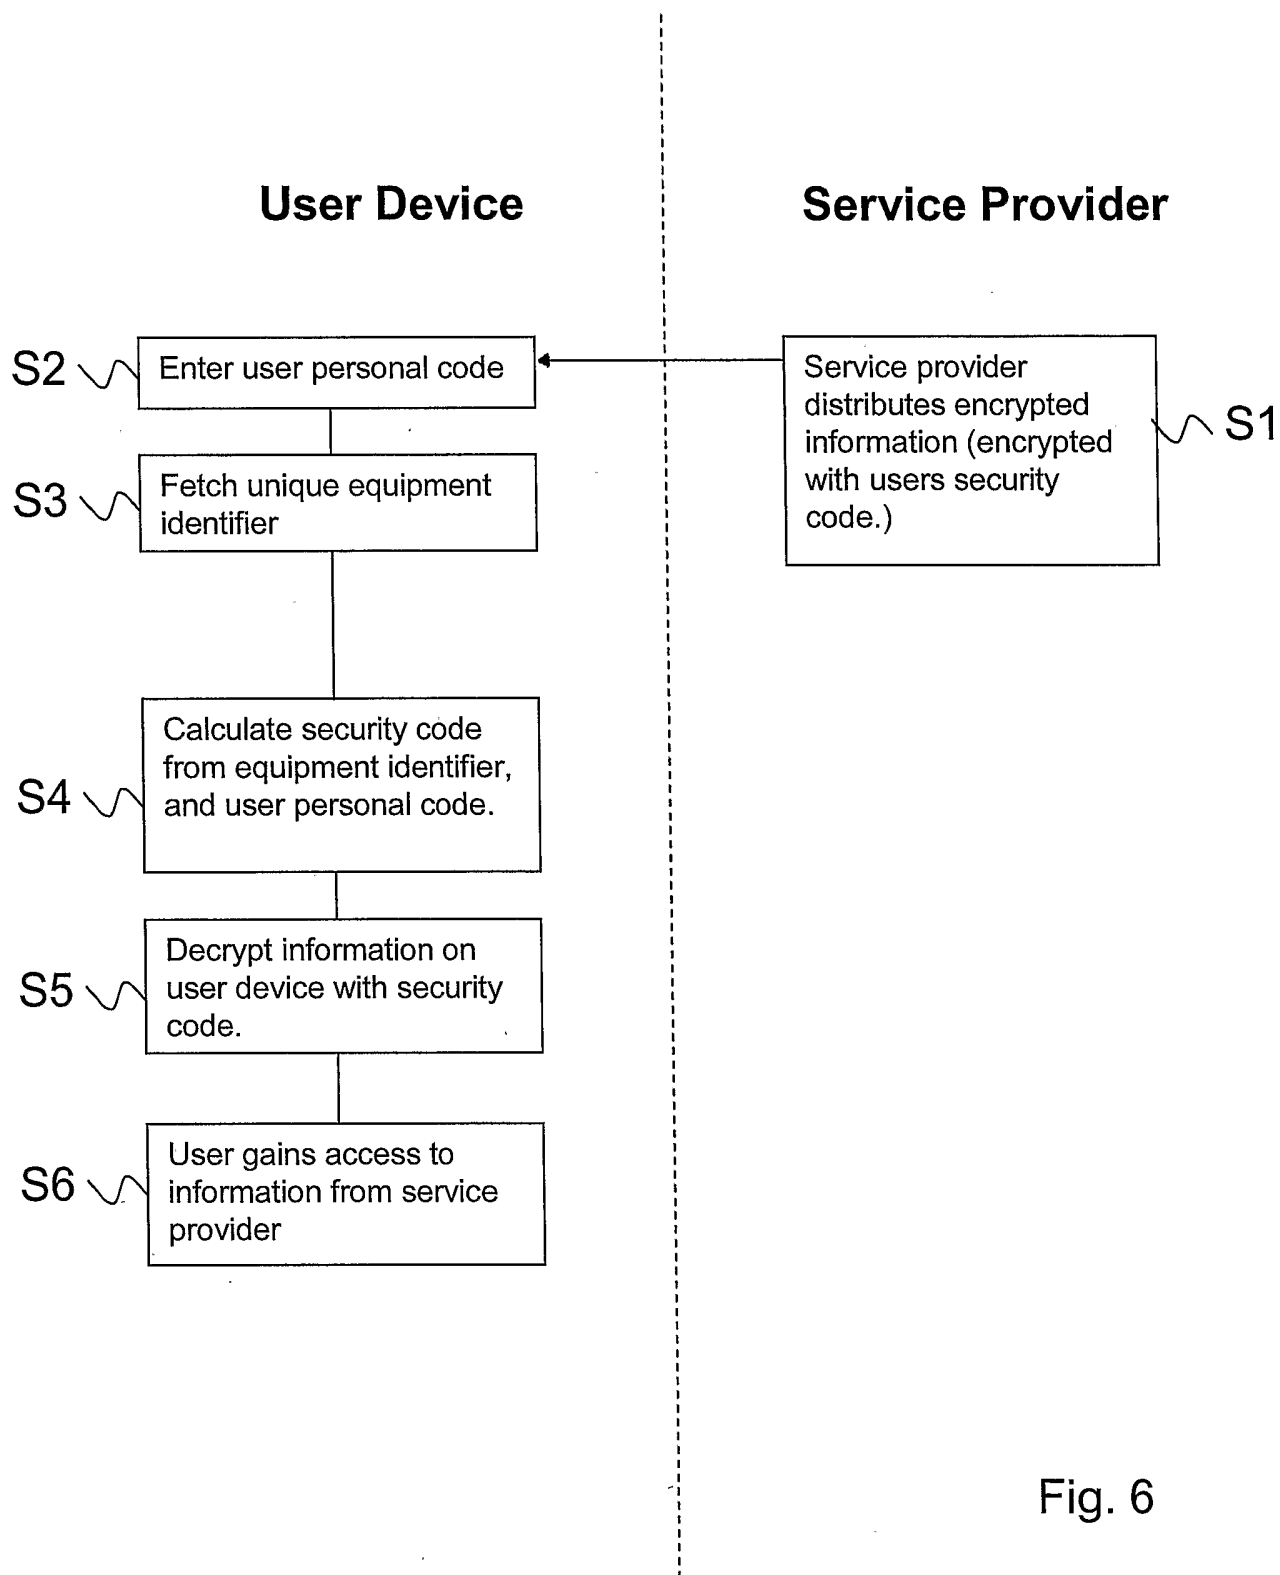 User Device
Service Provider
S2
Enter user personal code
Service provider
distributes encrypted
information (encrypted
with users security
code.)
S1
S3
Fetch unique equipment
identifier
S4
Calculate security code
from equipment identifier,
and user personal code.
S5
Decrypt information on
user device with security
code.
S6
User gains access to
information from service
provider
Fig. 6